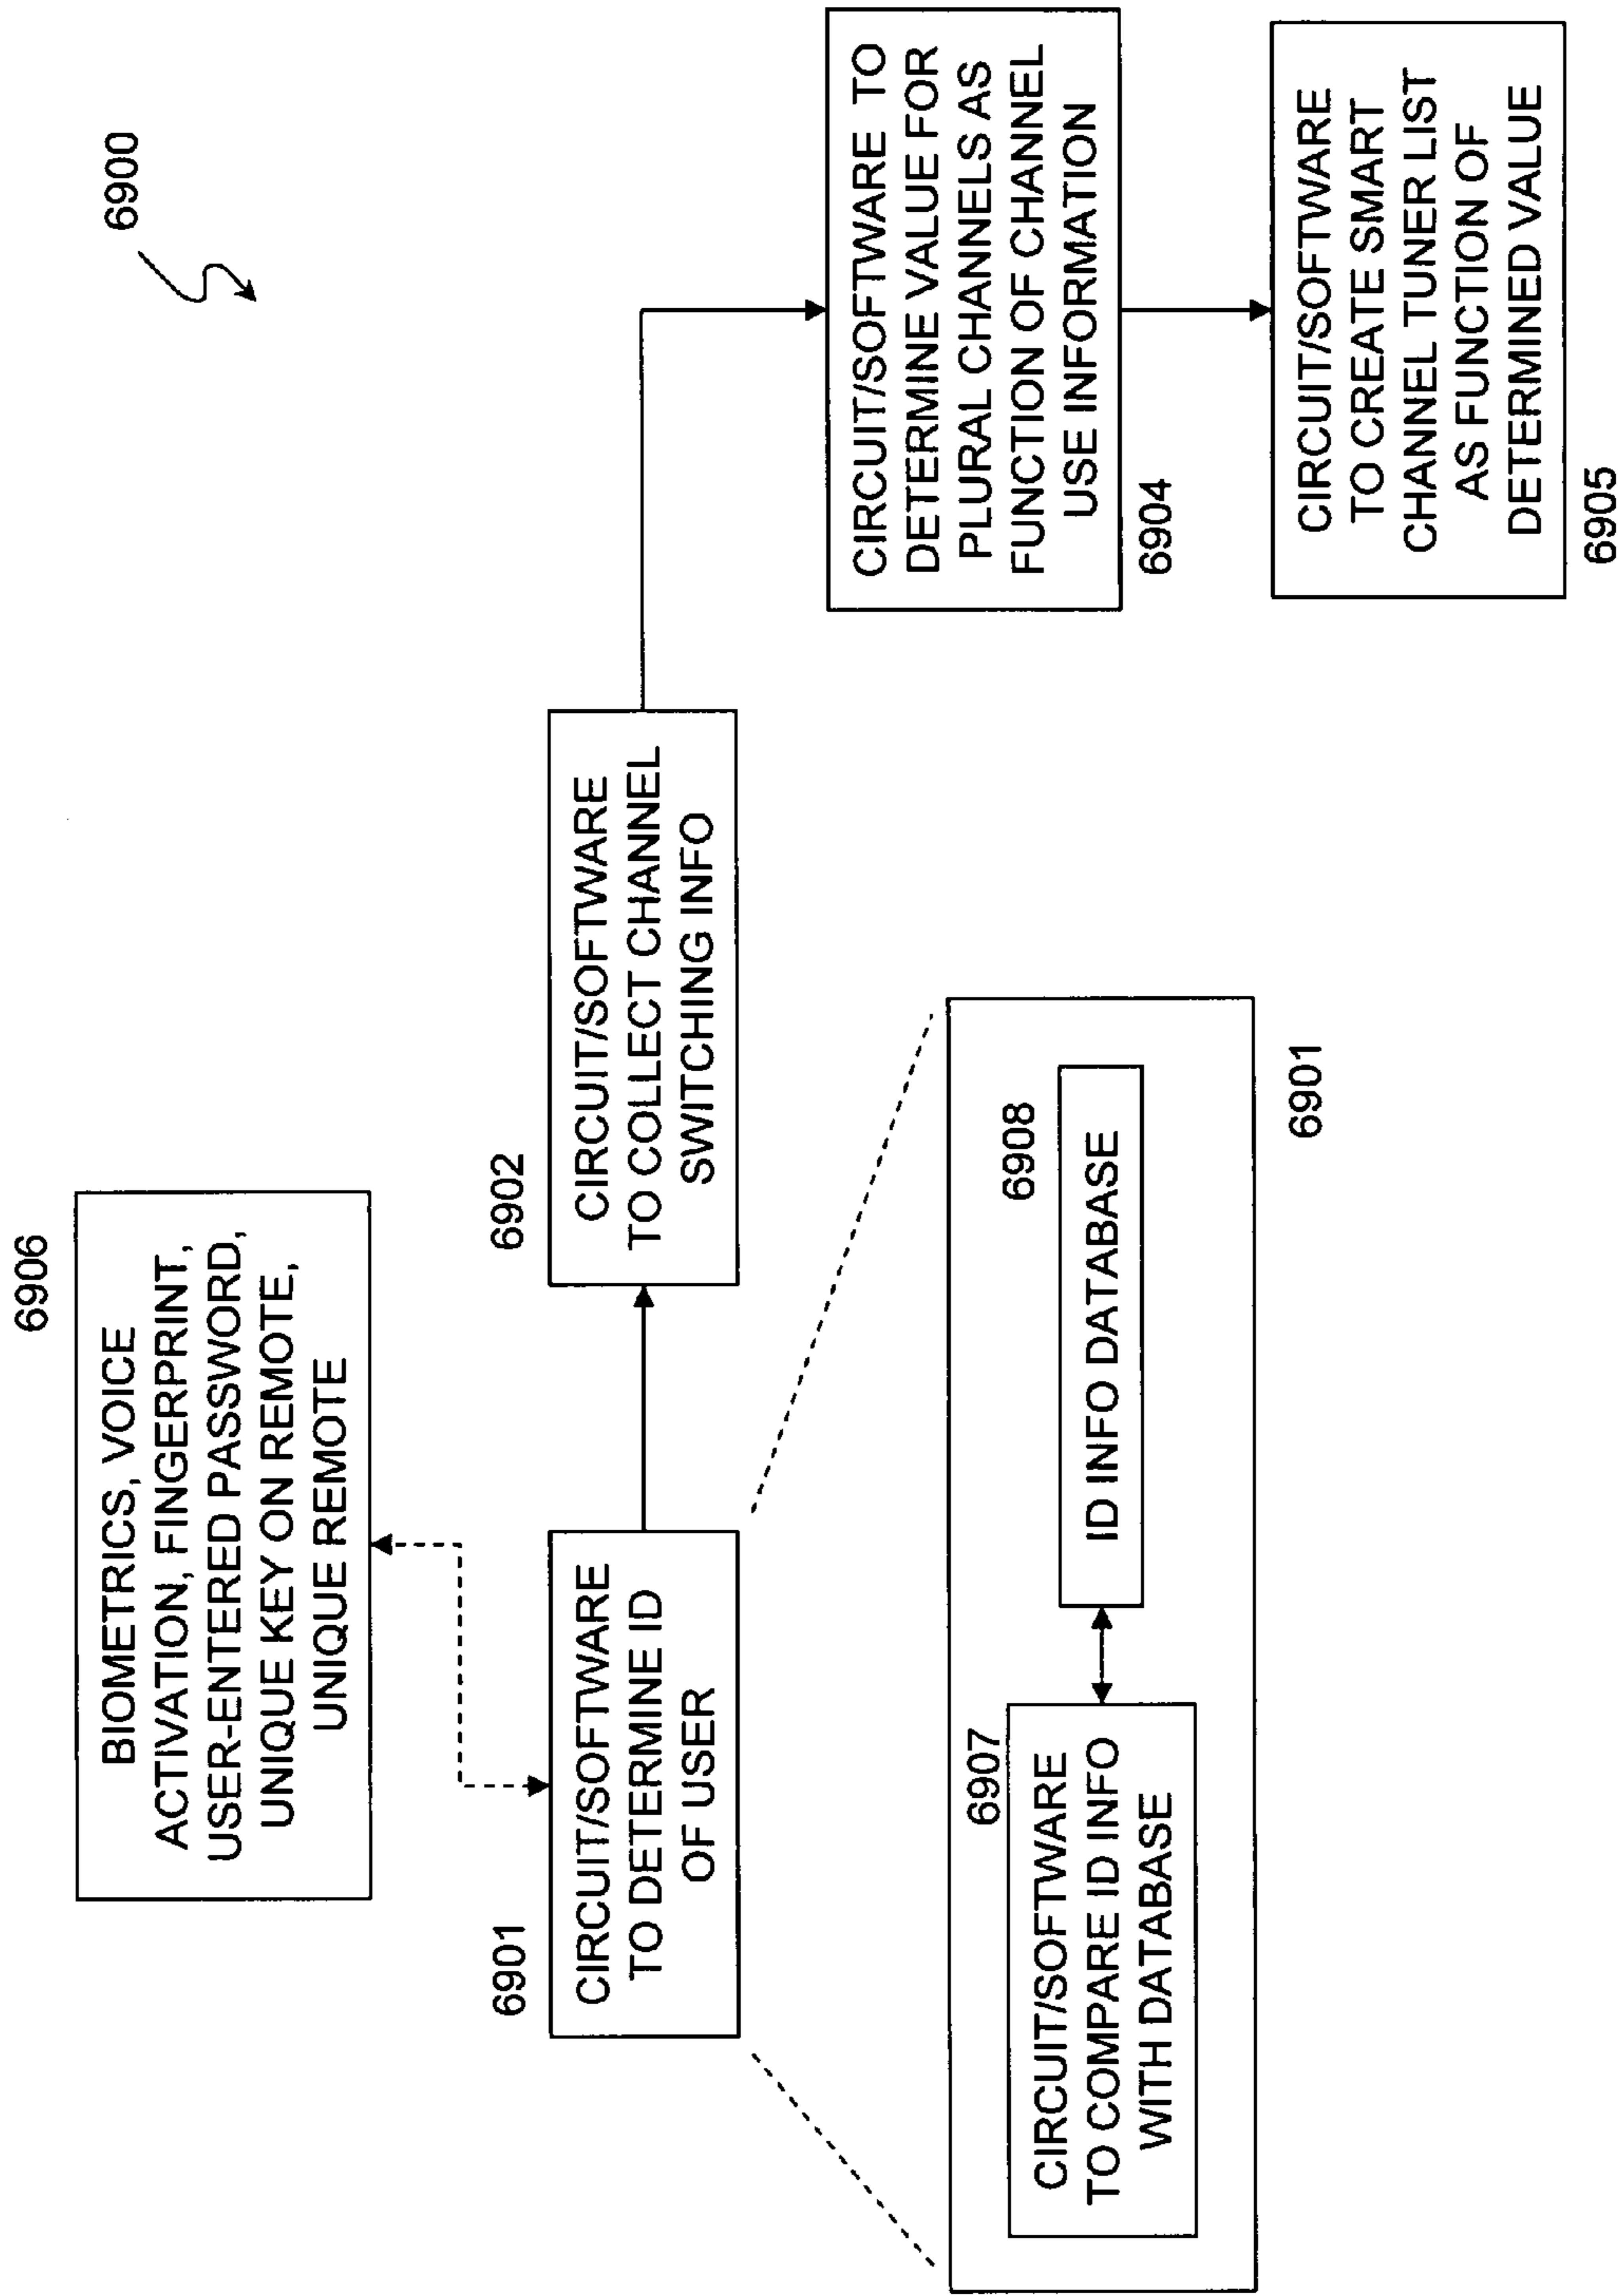 6900
6906
BIOMETRICS, VOICE
ACTIVATION, FINGERPRINT,
USER-ENTERED PASSWORD,
UNIQUE KEY ON REMOTE,
UNIQUE REMOTE
6901
CIRCUIT/SOFTWARE
TO DETERMINE ID
OF USER
6902
CIRCUIT/SOFTWARE
TO COLLECT CHANNEL
SWITCHING INFO
CIRCUIT/SOFTWARE TO
DETERMINE VALUE FOR
PLURAL CHANNELS AS
FUNCTION OF CHANNEL
USE INFORMATION
6904
CIRCUIT/SOFTWARE
TO CREATE SMART
CHANNEL TUNER LIST
AS FUNCTION OF
DETERMINED VALUE
6905
6907
CIRCUIT/SOFTWARE
TO COMPARE ID INFO
WITH DATABASE
6908
ID INFO DATABASE
6901